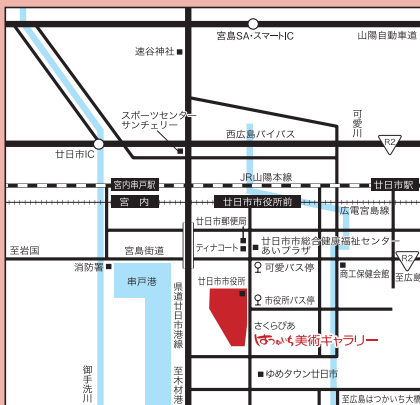 宮島SA・スマートIC
山陽自動車道
速谷神社
スポーツセンター
サンチェリー
可愛川
西広島バイパス
R2
廿日市IC
JR山陽本線
宮内串戸駅
廿日市駅
宮内
廿日市市役所前
広電宮島線
廿日市郵便局
至岩国
宮島街道
ティナコート
廿日市市総合健康福祉センター
あいプラザ
R2
消防署
可愛バス停
商工保健会館
至広島
串戸港
県道廿日市港線
廿日市市役所
市役所バス停
さくらぴあ
はつかいち美術ギャラリー
御手洗川
至木材港
ゆめタウン廿日市
至広島はつかいち大橋